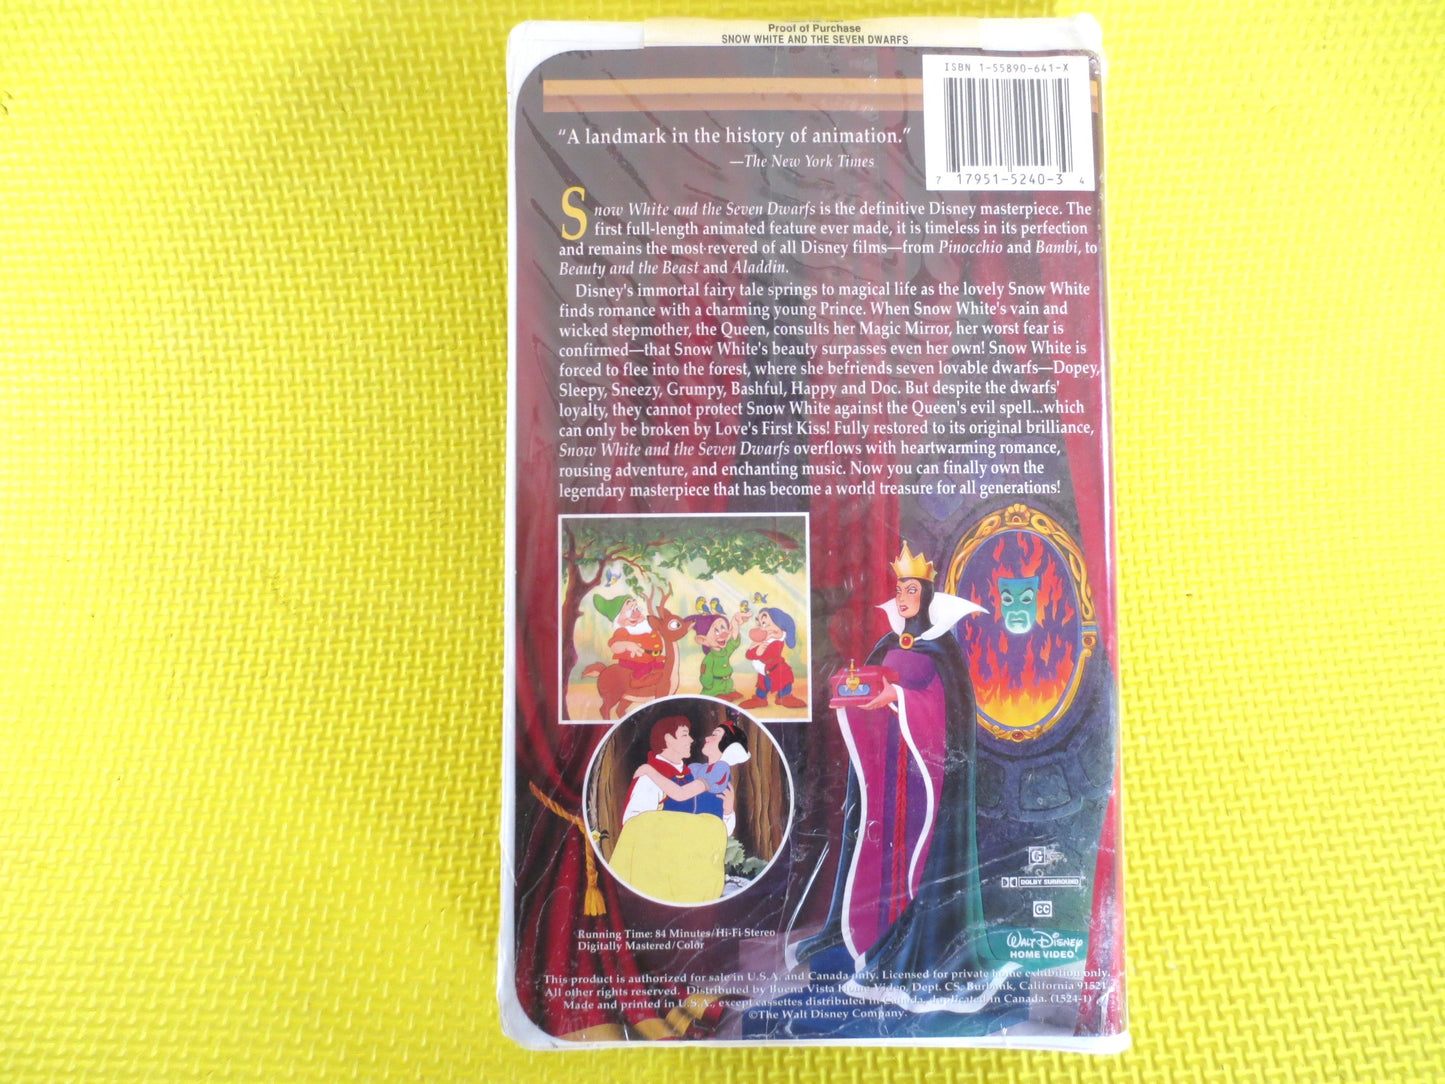 Proof of Purchase
SNOW WHITE AND THE SEVEN DWARFS
ISBN 1-55890-641-X
7 17951-5240-3 4
“A landmark in the history of animation.”
—The New York Times
Snow White and the Seven Dwarfs is the definitive Disney masterpiece. The
first full-length animated feature ever made, it is timeless in its perfection
and remains the most revered of all Disney films—from Pinocchio and Bambi, to
Beauty and the Beast and Aladdin.
Disney's immortal fairy tale springs to magical life as the lovely Snow White
finds romance with a charming young Prince. When Snow White's vain and
wicked stepmother, the Queen, consults her Magic Mirror, her worst fear is
confirmed—that Snow White's beauty surpasses even her own! Snow White is
forced to flee into the forest, where she befriends seven lovable dwarfs—Dopey,
Sleepy, Sneezy, Grumpy, Bashful, Happy and Doc. But despite the dwarfs'
loyalty, they cannot protect Snow White against the Queen's evil spell...which
can only be broken by Love's First Kiss! Fully restored to its original brilliance,
Snow White and the Seven Dwarfs overflows with heartwarming romance,
rousing adventure, and enchanting music. Now you can finally own the
legendary masterpiece that has become a world treasure for all generations!
G
DOLBY SURROUND
CC
Walt Disney
HOME VIDEO
Running Time: 84 Minutes/Hi-Fi Stereo
Digitally Mastered/Color
This product is authorized for sale in U.S.A. and Canada only. Licensed for private home exhibition only.
All other rights reserved. Distributed by Buena Vista Home Video, Dept. CS, Burbank, California 91521.
Made and printed in U.S.A., except cassettes distributed in Canada, duplicated in Canada. (1524-1)
©The Walt Disney Company.